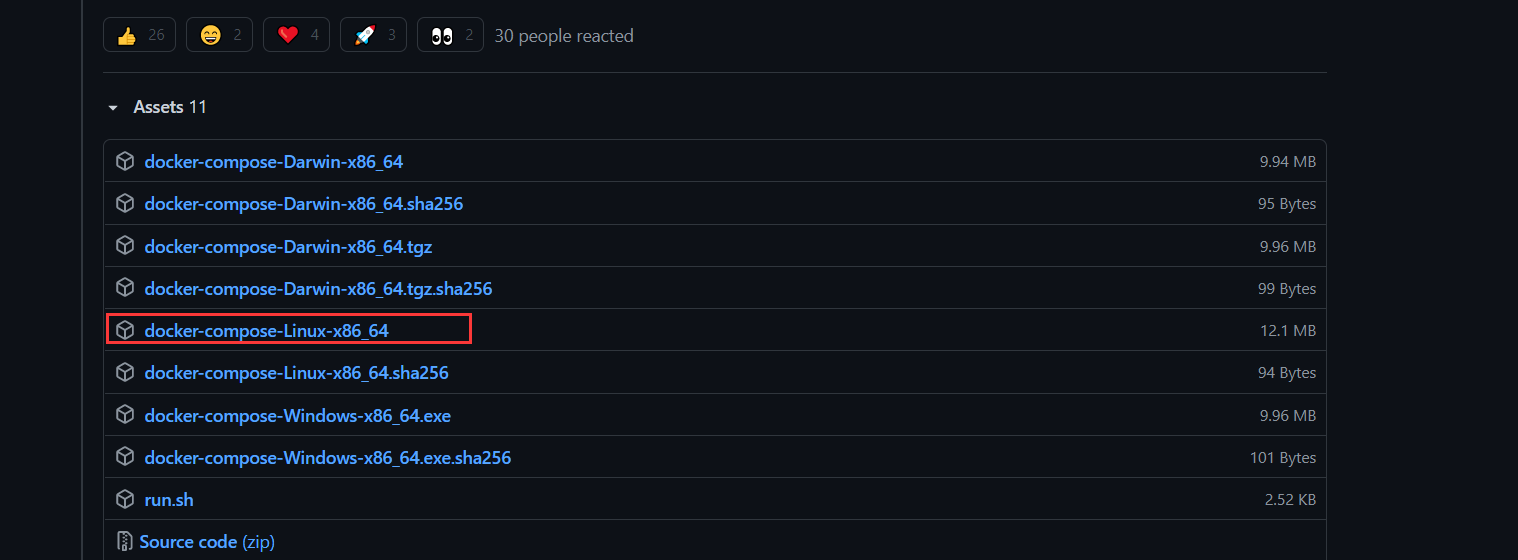 26 2 4 3 2 30 people reacted
Assets 11
docker-compose-Darwin-x86_64 9.94 MB
docker-compose-Darwin-x86_64.sha256 95 Bytes
docker-compose-Darwin-x86_64.tgz 9.96 MB
docker-compose-Darwin-x86_64.tgz.sha256 99 Bytes
docker-compose-Linux-x86_64 12.1 MB
docker-compose-Linux-x86_64.sha256 94 Bytes
docker-compose-Windows-x86_64.exe 9.96 MB
docker-compose-Windows-x86_64.exe.sha256 101 Bytes
run.sh 2.52 KB
Source code (zip)